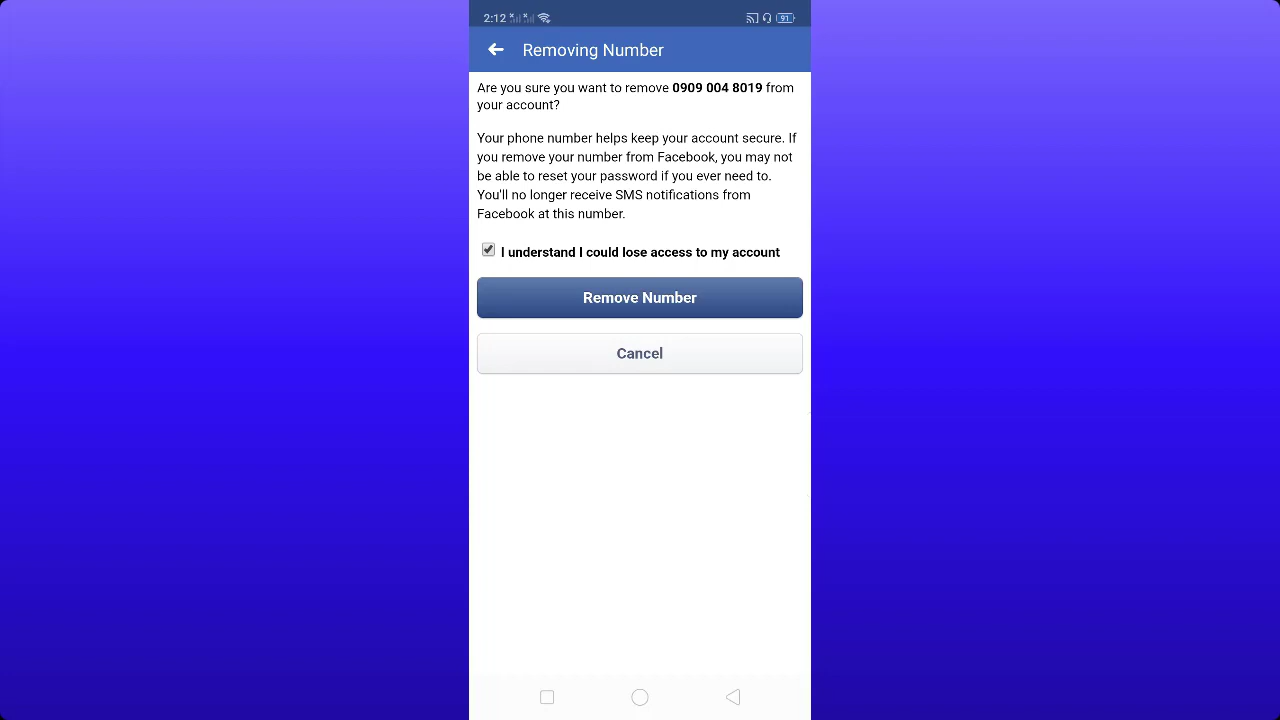 2:12
91
Removing Number
Are you sure you want to remove 0909 004 8019 from
your account?
Your phone number helps keep your account secure. If
you remove your number from Facebook, you may not
be able to reset your password if you ever need to.
You'll no longer receive SMS notifications from
Facebook at this number.
I understand I could lose access to my account
Remove Number
Cancel